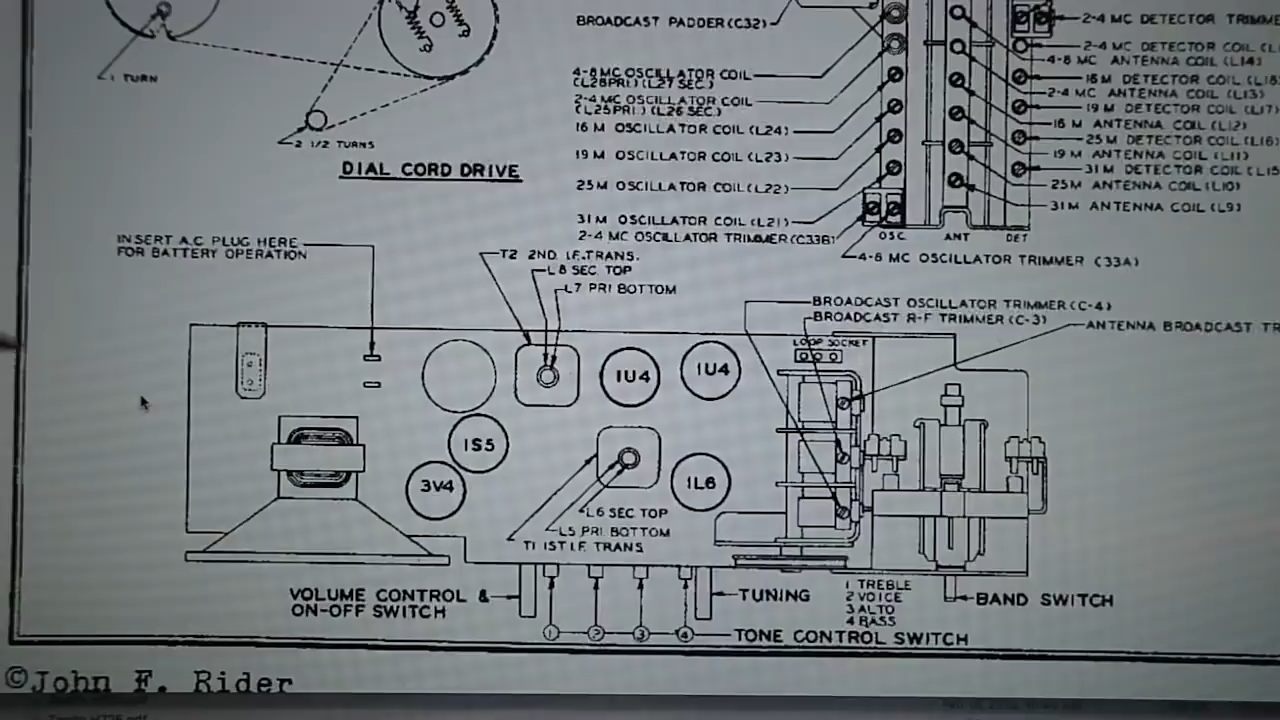 1 TURN
2 1/2 TURNS
DIAL CORD DRIVE
BROADCAST PADDER (C32)
4-8 MC OSCILLATOR COIL
(L28 PRI.) (L27 SEC.)
2-4 MC OSCILLATOR COIL
(L25 PRI.) (L26 SEC.)
16 M OSCILLATOR COIL (L24)
19 M OSCILLATOR COIL (L23)
25M OSCILLATOR COIL (L22)
31 M OSCILLATOR COIL (L21)
2-4 MC OSCILLATOR TRIMMER (C33B)
OSC
ANT
DET
4-8 MC OSCILLATOR TRIMMER (33A)
2-4 MC DETECTOR
2-4 MC DETECTOR COIL
4-8 MC ANTENNA COIL (L14)
16 M DETECTOR COIL (L18
2-4 MC ANTENNA COIL (L13)
19 M DETECTOR COIL (L17)
16 M ANTENNA COIL (L12)
25 M DETECTOR COIL (L16)
19 M ANTENNA COIL (L11)
31 M DETECTOR COIL (L15
25M ANTENNA COIL (L10)
31M ANTENNA COIL (L9)
INSERT A.C PLUG HERE
FOR BATTERY OPERATION
T2 2ND. I.F. TRANS.
L8 SEC TOP
L7 PRI BOTTOM
BROADCAST OSCILLATOR TRIMMER (C-4)
BROADCAST R-F TRIMMER (C-3)
ANTENNA BROADCAST
LOOP SOCKET
1U4
1U4
1S5
3V4
1L6
L6 SEC TOP
L5 PRI BOTTOM
T1 1ST I.F. TRANS
VOLUME CONTROL &
ON-OFF SWITCH
TUNING
1 TREBLE
2 VOICE
3 ALTO
4 BASS
BAND SWITCH
1 2 3 4
TONE CONTROL SWITCH
©John F. Rider